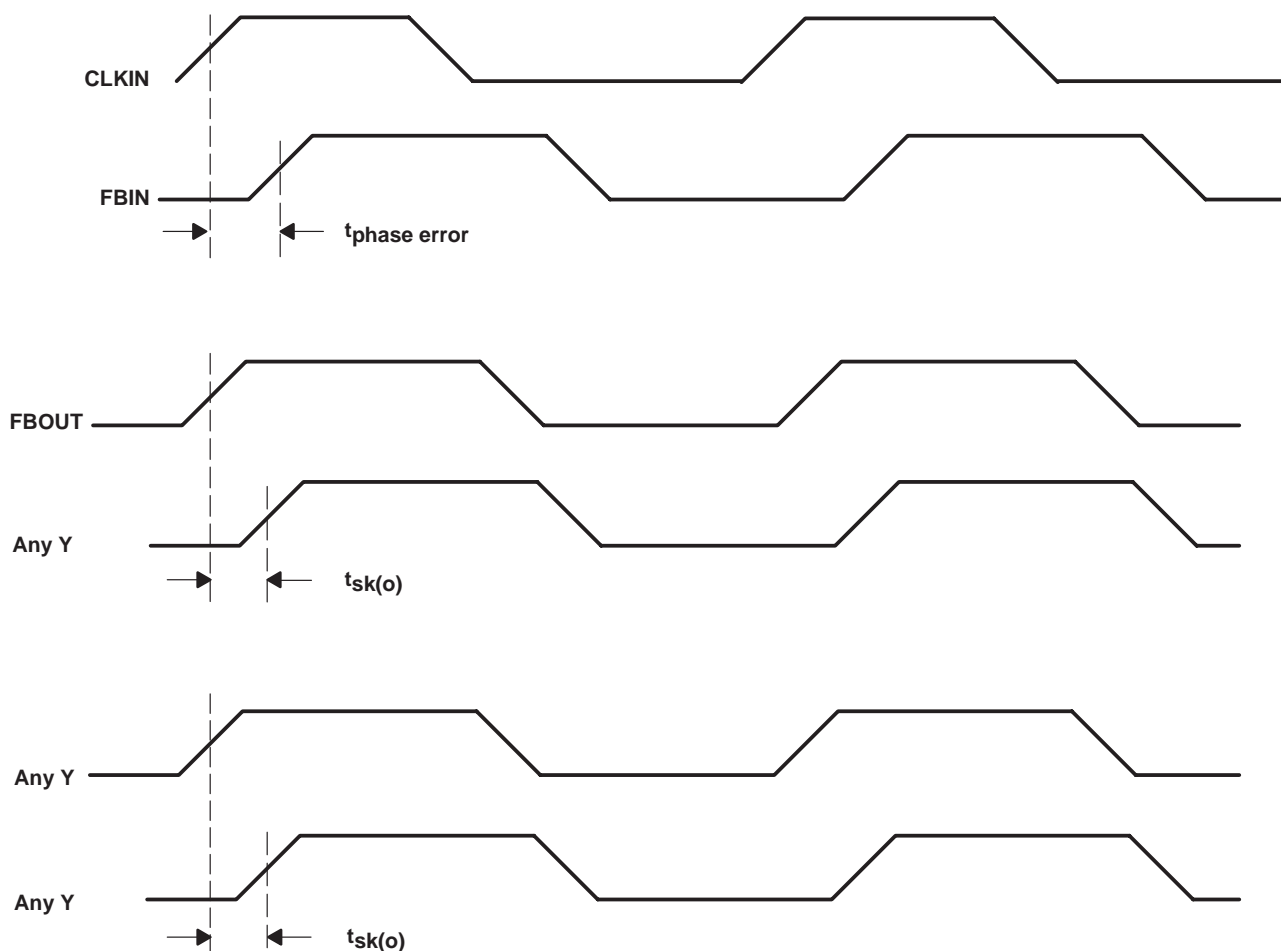 CLKIN
FBIN
tphase error
FBOUT
Any Y
tsk(o)
Any Y
Any Y
tsk(o)